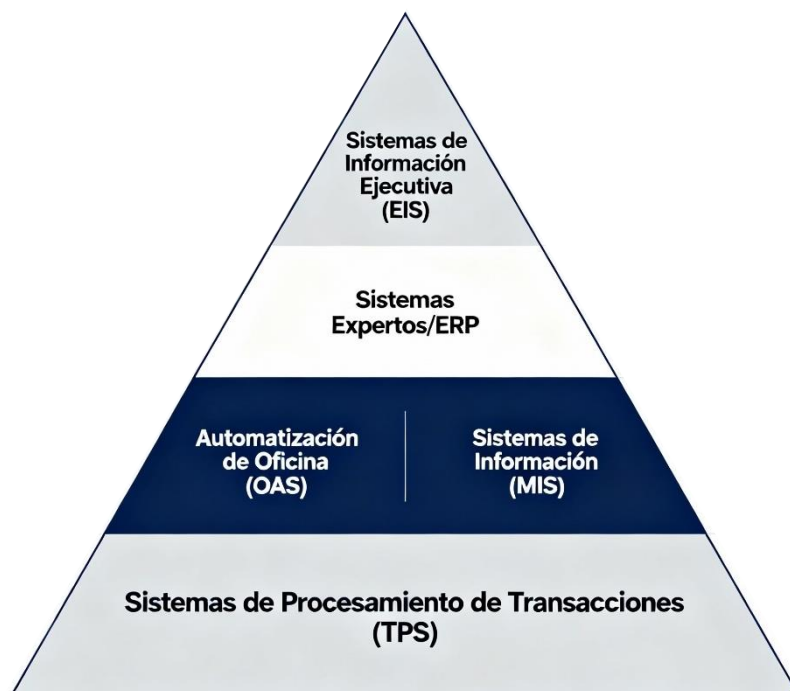 Sistemas de
Información
Ejecutiva
(EIS)
Sistemas
Expertos/ERP
Automatización
de Oficina
(OAS)
Sistemas de
Información
(MIS)
Sistemas de Procesamiento de Transacciones
(TPS)